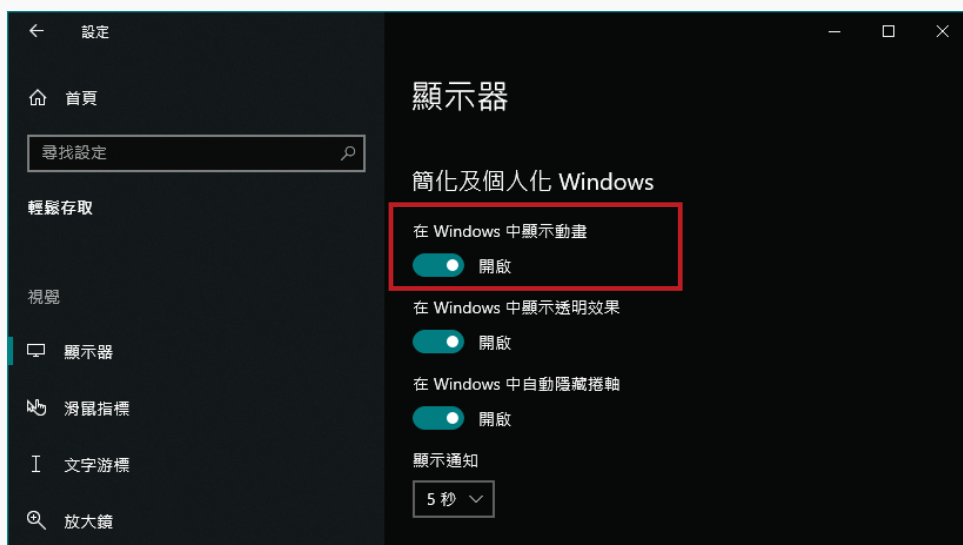 設定
首頁
尋找設定
輕鬆存取
視覺
顯示器
滑鼠指標
文字游標
放大鏡
顯示器
簡化及個人化 Windows
在 Windows 中顯示動畫
開啟
在 Windows 中顯示透明效果
開啟
在 Windows 中自動隱藏捲軸
開啟
顯示通知
5 秒